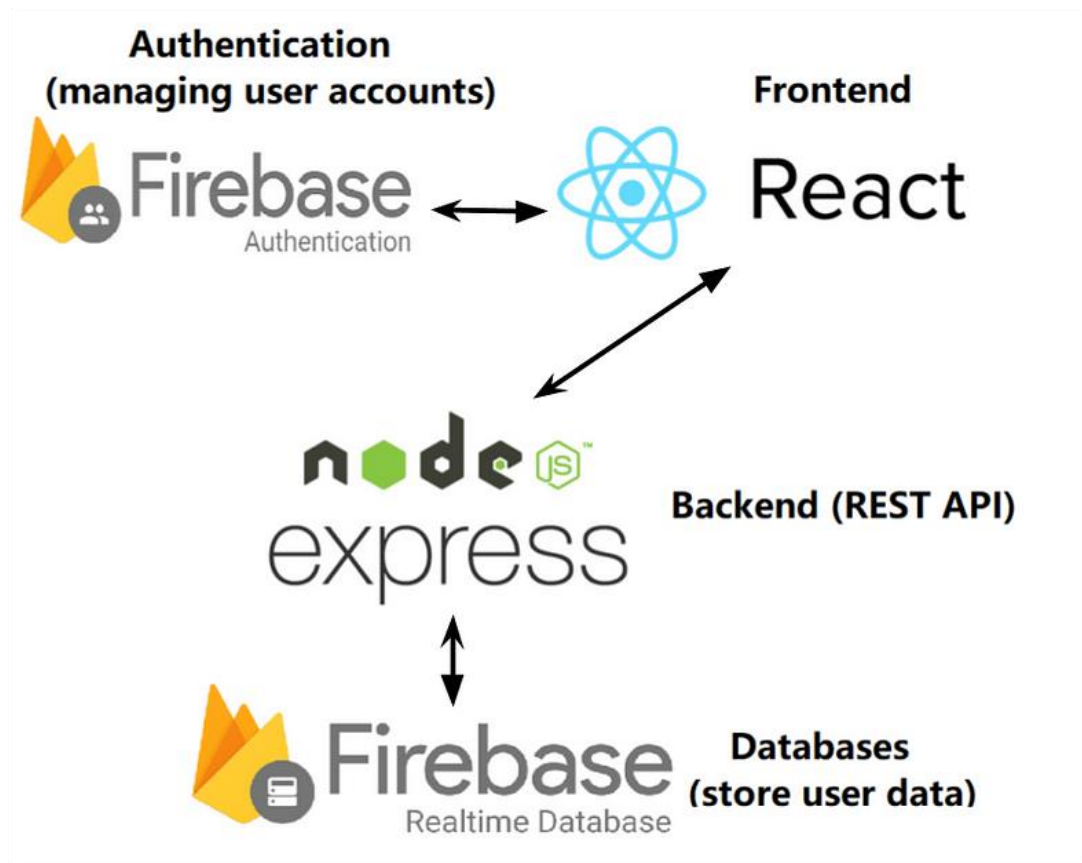 Authentication
(managing user accounts)
Firebase
Authentication
Frontend
React
node JS™
express
Backend (REST API)
Firebase
Realtime Database
Databases
(store user data)